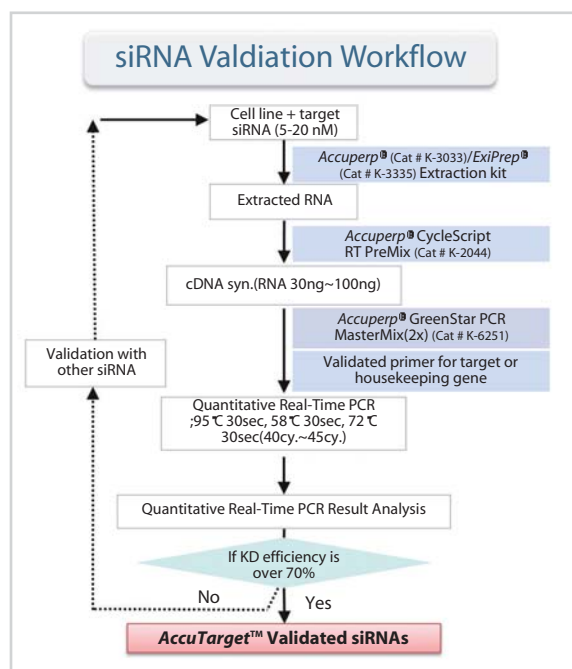 siRNA Valdiation Workflow
Cell line + target
siRNA (5-20 nM)
Accuperp® (Cat # K-3033)/ExiPrep®
(Cat # K-3335) Extraction kit
Extracted RNA
Accuperp® CycleScript
RT PreMix (Cat # K-2044)
cDNA syn.(RNA 30ng~100ng)
Accuperp® GreenStar PCR
MasterMix(2x) (Cat # K-6251)
Validated primer for target or
housekeeping gene
Validation with
other siRNA
Quantitative Real-Time PCR
;95℃ 30sec, 58℃ 30sec, 72℃
30sec(40cy.~45cy.)
Quantitative Real-Time PCR Result Analysis
If KD efficiency is
over 70%
No
Yes
AccuTarget™ Validated siRNAs